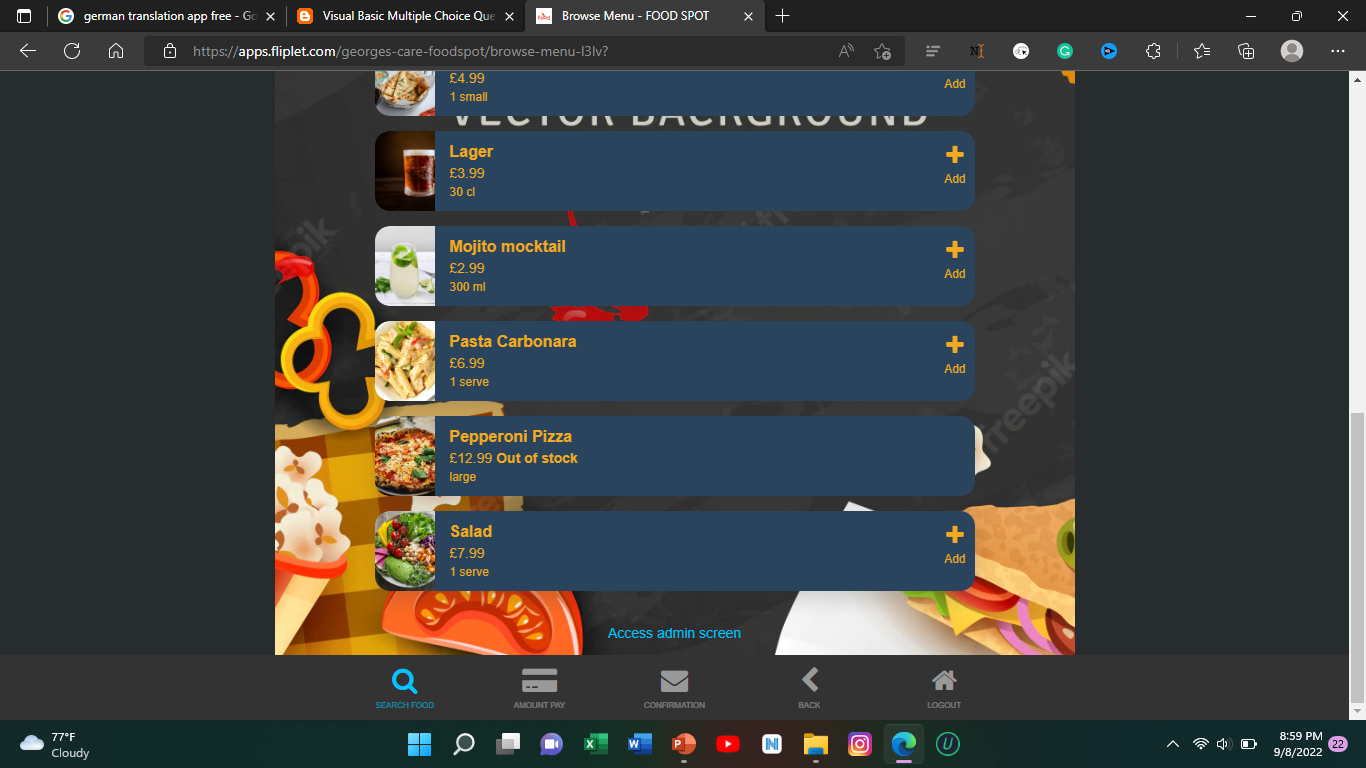 german translation app free - Go
Visual Basic Multiple Choice Que
Browse Menu - FOOD SPOT
https://apps.fliplet.com/georges-care-foodspot/browse-menu-l3lv?
£4.99
1 small
Add
VECTOR BACKGROUND
Lager
£3.99
30 cl
Add
Mojito mocktail
£2.99
300 ml
Add
Pasta Carbonara
£6.99
1 serve
Add
Pepperoni Pizza
£12.99 Out of stock
large
freepik
Salad
£7.99
1 serve
Add
Access admin screen
SEARCH FOOD
AMOUNT PAY
CONFIRMATION
BACK
LOGOUT
77°F
Cloudy
8:59 PM
9/8/2022
22